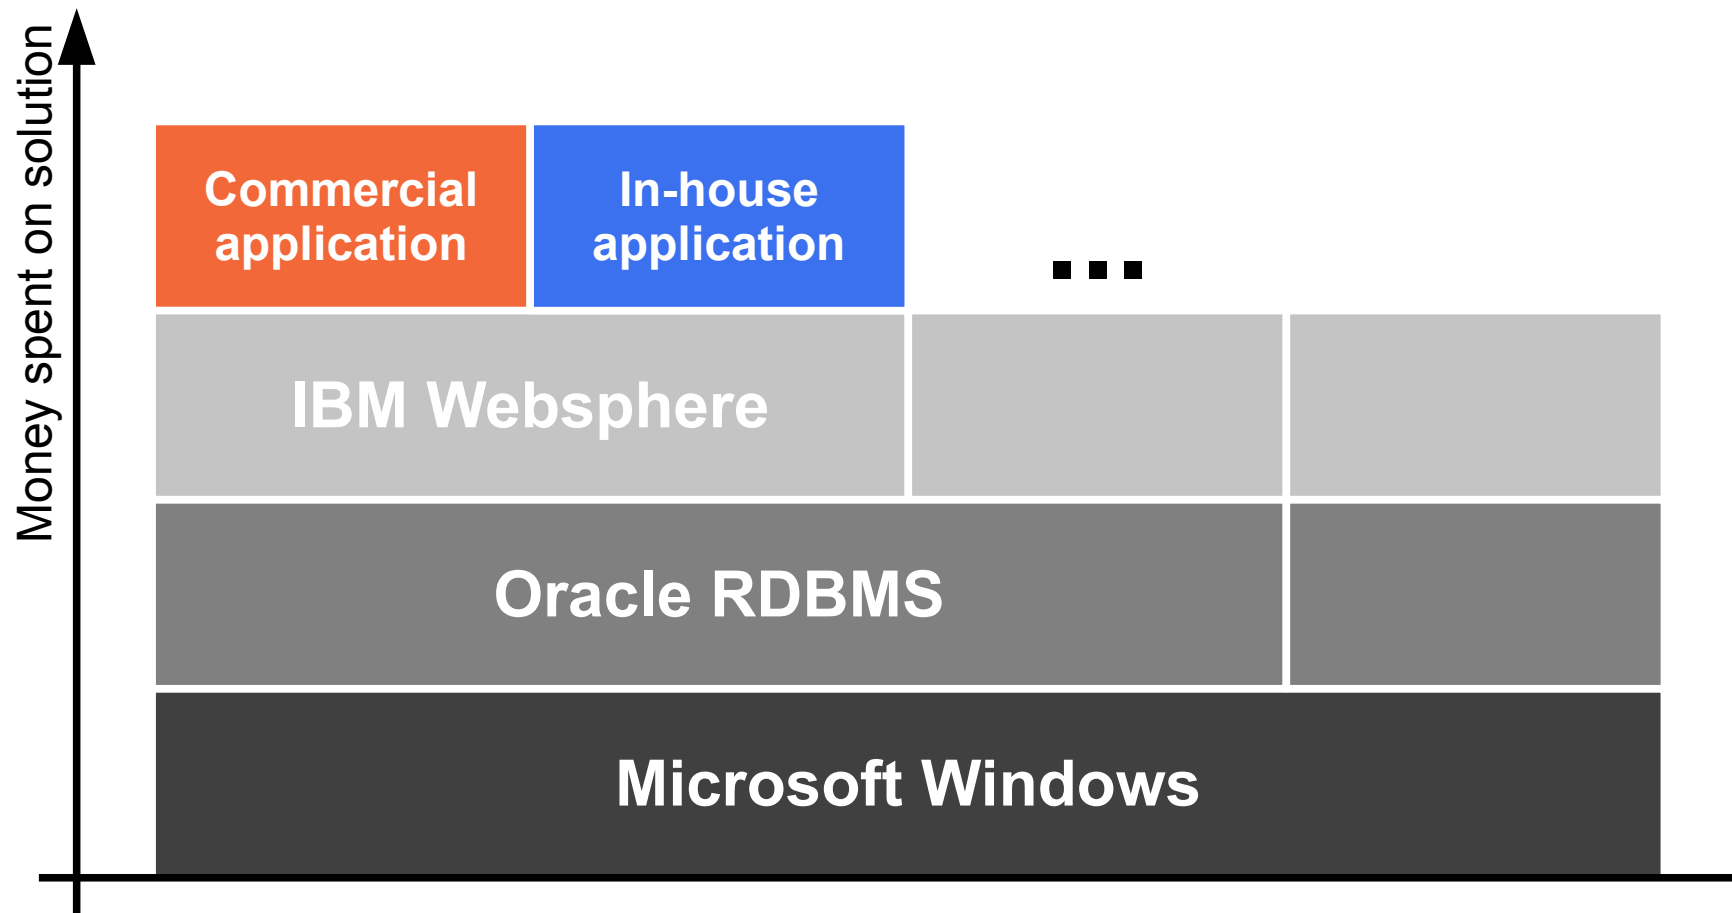 Money spent on solution
Commercial
application
In-house
application
...
IBM Websphere
Oracle RDBMS
Microsoft Windows